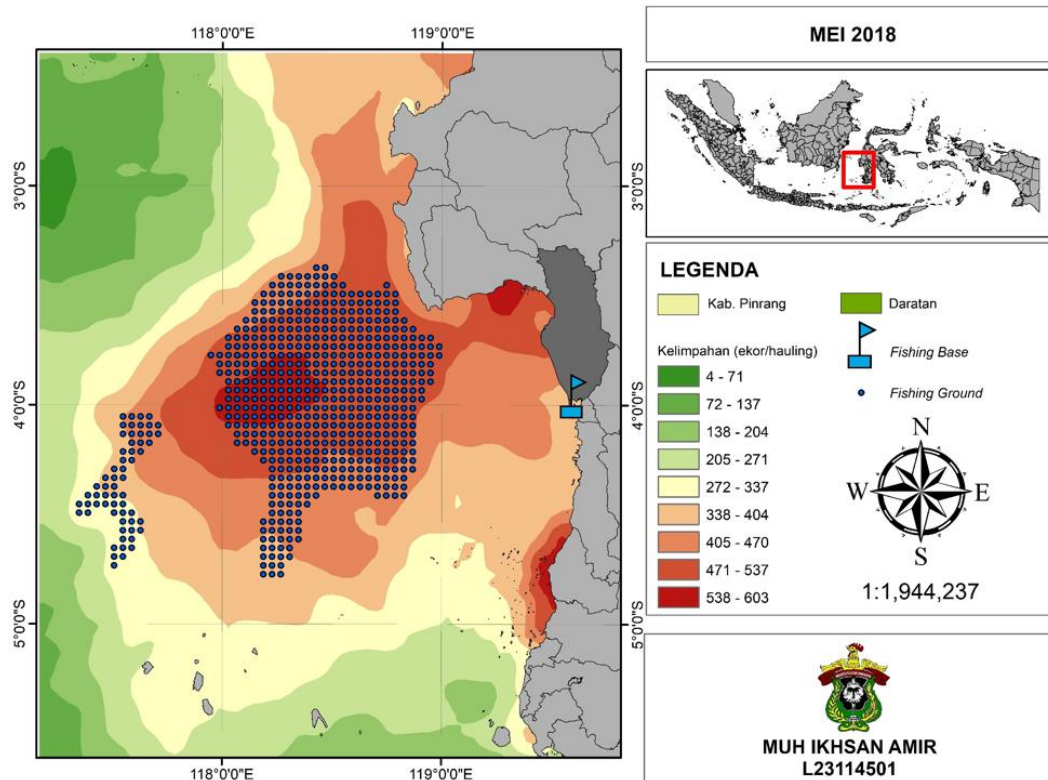 118°0'0"E 119°0'0"E
3°0'0"S 3°0'0"S
4°0'0"S 4°0'0"S
5°0'0"S 5°0'0"S
118°0'0"E 119°0'0"E
MEI 2018
LEGENDA
Kab. Pinrang
Daratan
Kelimpahan (ekor/hauling)
4 - 71
72 - 137
138 - 204
205 - 271
272 - 337
338 - 404
405 - 470
471 - 537
538 - 603
Fishing Base
Fishing Ground
N
W E
S
1:1,944,237
MUH IKHSAN AMIR
L23114501